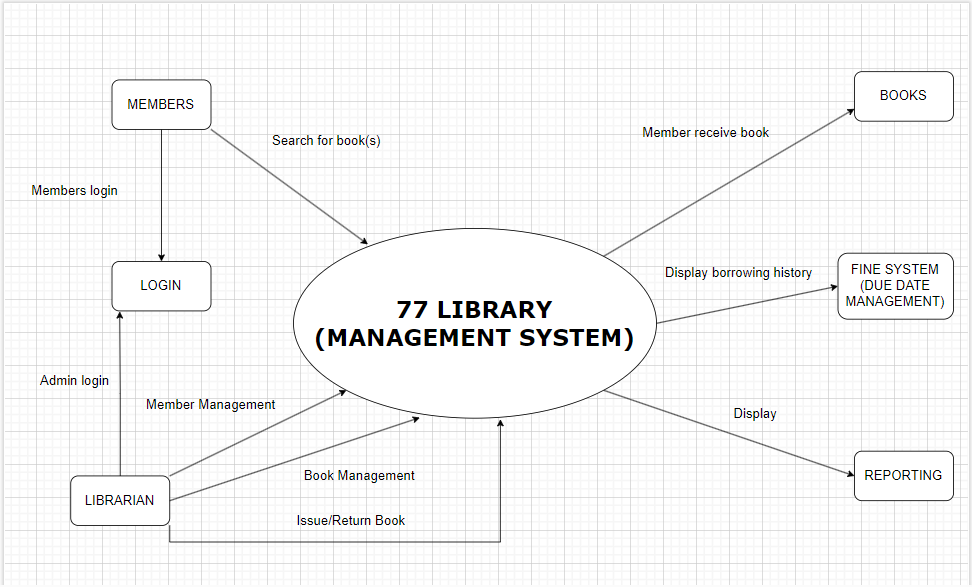 MEMBERS
BOOKS
Search for book(s)
Member receive book
Members login
LOGIN
Display borrowing history
FINE SYSTEM
(DUE DATE
MANAGEMENT)
77 LIBRARY
(MANAGEMENT SYSTEM)
Admin login
Member Management
Display
Book Management
REPORTING
LIBRARIAN
Issue/Return Book